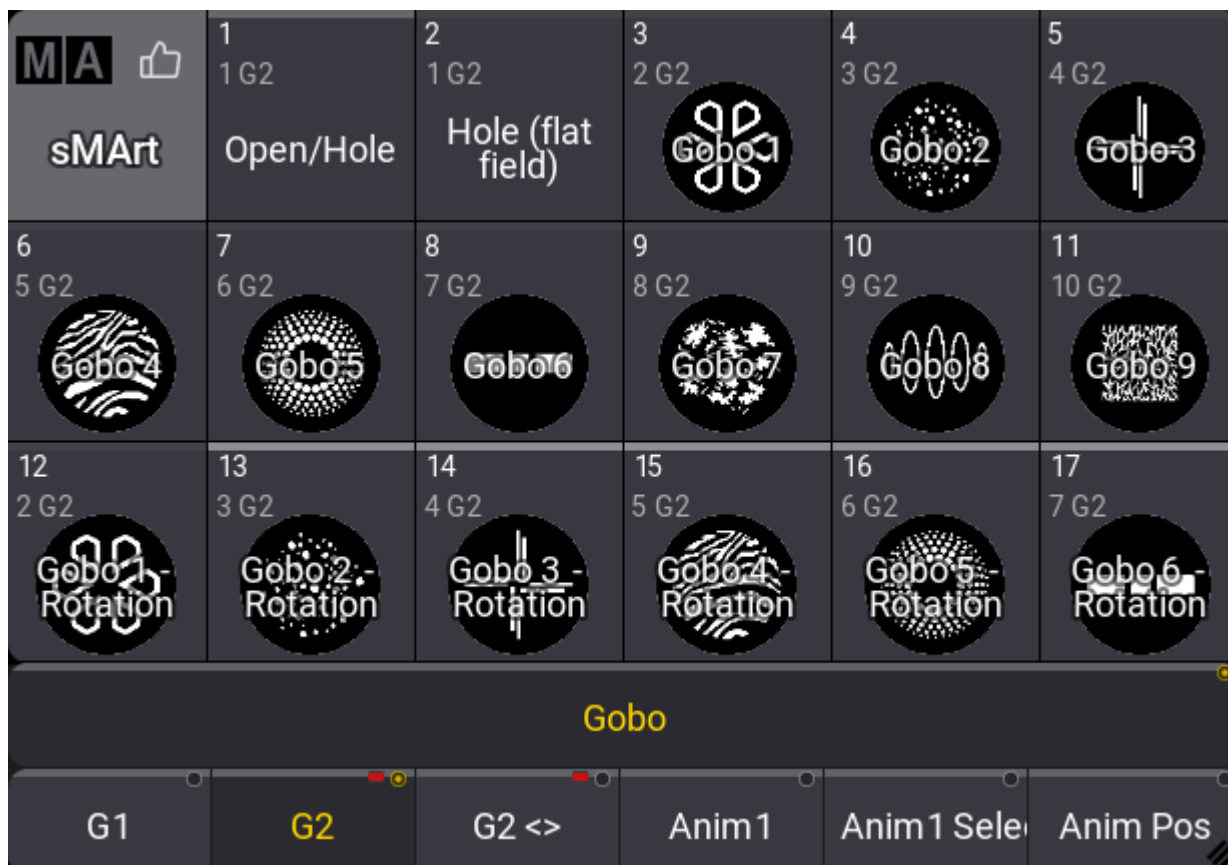 MA
sMArt
1
1 G2
Open/Hole
2
1 G2
Hole (flat
field)
3
2 G2
Gobo 1
4
3 G2
Gobo 2
5
4 G2
Gobo 3
6
5 G2
Gobo 4
7
6 G2
Gobo 5
8
7 G2
Gobo 6
9
8 G2
Gobo 7
10
9 G2
Gobo 8
11
10 G2
Gobo 9
12
2 G2
Gobo 1 -
Rotation
13
3 G2
Gobo 2 -
Rotation
14
4 G2
Gobo 3 -
Rotation
15
5 G2
Gobo 4 -
Rotation
16
6 G2
Gobo 5 -
Rotation
17
7 G2
Gobo 6 -
Rotation
Gobo
G1
G2
G2 <>
Anim1
Anim1 Sele
Anim Pos